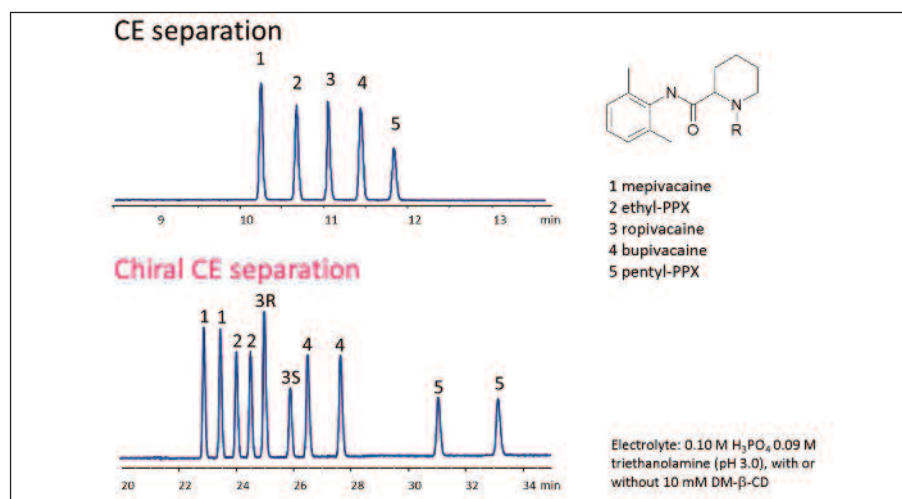 CE separation
1
2
3
4
5
9
10
11
12
13
min
N
H
O
N
R
1 mepivacaine
2 ethyl-PPX
3 ropivacaine
4 bupivacaine
5 pentyl-PPX
Chiral CE separation
1
1
2
2
3R
3S
4
4
5
5
20
22
24
26
28
30
32
34
min
Electrolyte: 0.10 M H₃PO₄ 0.09 M
triethanolamine (pH 3.0), with or
without 10 mM DM-β-CD